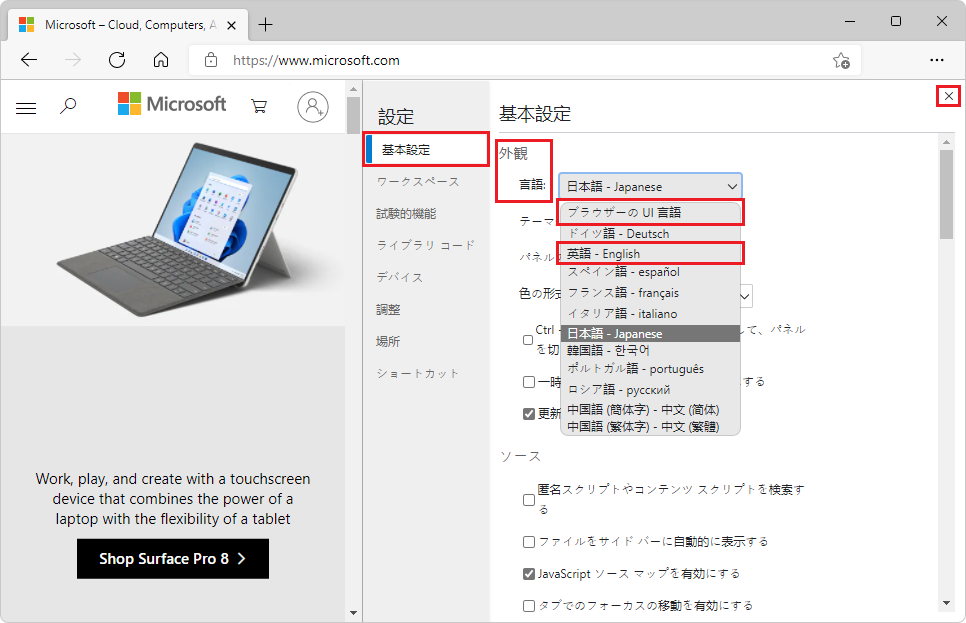 Microsoft – Cloud, Computers, A
https://www.microsoft.com
Microsoft
Work, play, and create with a touchscreen
device that combines the power of a
laptop with the flexibility of a tablet
Shop Surface Pro 8
設定
基本設定
ワークスペース
試験的機能
ライブラリ コード
デバイス
調整
場所
ショートカット
基本設定
外観
言語:
日本語 - Japanese
ブラウザーの UI 言語
ドイツ語 - Deutsch
英語 - English
スペイン語 - español
フランス語 - français
イタリア語 - italiano
日本語 - Japanese
韓国語 - 한국어
ポルトガル語 - português
ロシア語 - русский
中国語 (簡体字) - 中文 (简体)
中国語 (繁体字) - 中文 (繁體)
テーマ
パネル
色の形式
Ctrl -
して、パネル
を切
一時
する
更新
ソース
匿名スクリプトやコンテンツ スクリプトを検索す
る
ファイルをサイド バーに自動的に表示する
JavaScript ソース マップを有効にする
タブでのフォーカスの移動を有効にする